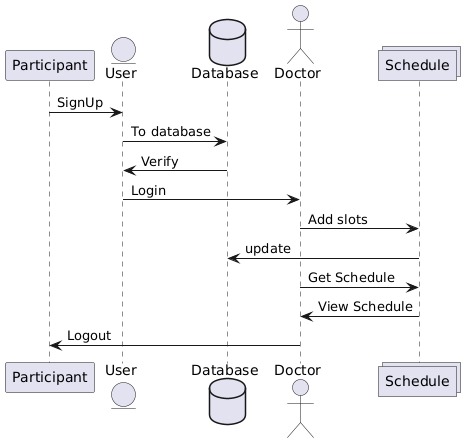 Participant
User
Database
Doctor
Schedule
SignUp
To database
Verify
Login
Add slots
update
Get Schedule
View Schedule
Logout
Participant
User
Database
Doctor
Schedule